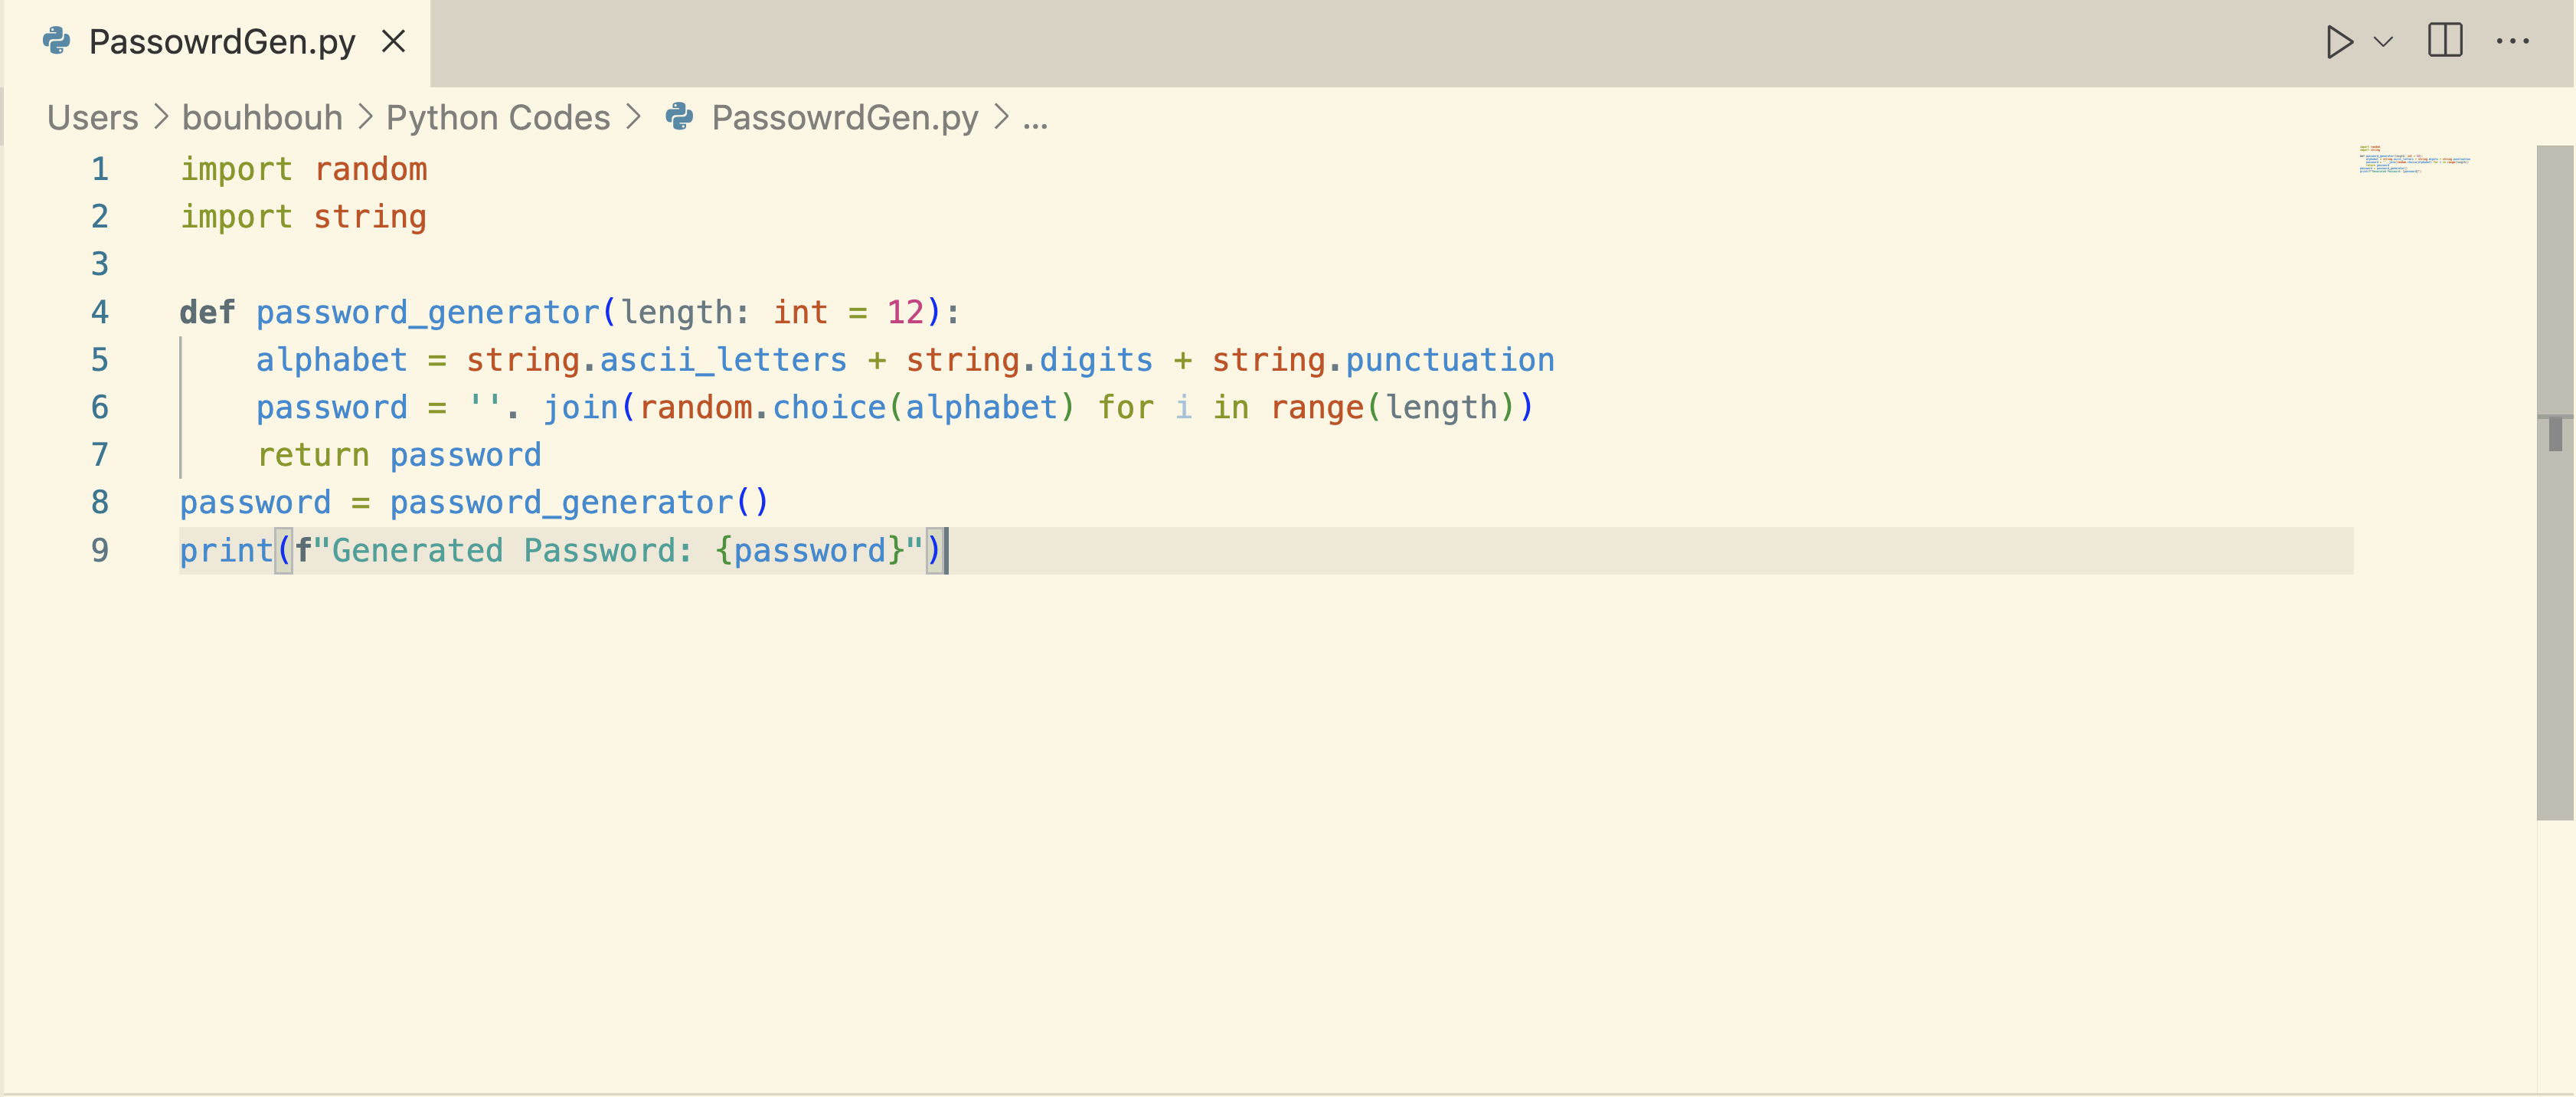 PassowrdGen.py
Users > bouhbouh > Python Codes > PassowrdGen.py > ...
1 import random
2 import string
3
4 def password_generator(length: int = 12):
5     alphabet = string.ascii_letters + string.digits + string.punctuation
6     password = ''. join(random.choice(alphabet) for i in range(length))
7     return password
8 password = password_generator()
9 print(f"Generated Password: {password}")